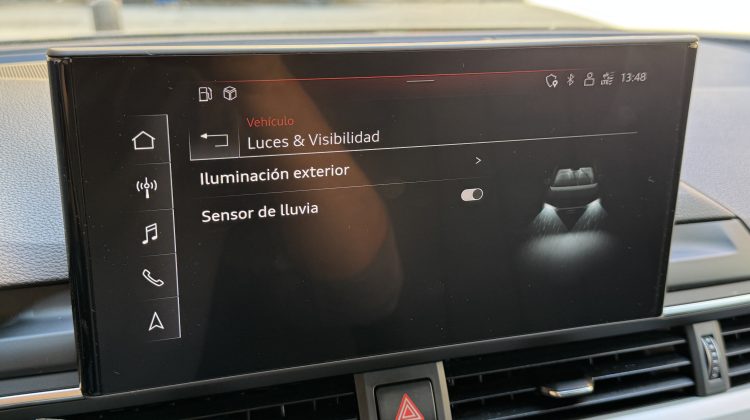 13:48
Vehículo
Luces & Visibilidad
Iluminación exterior
Sensor de lluvia